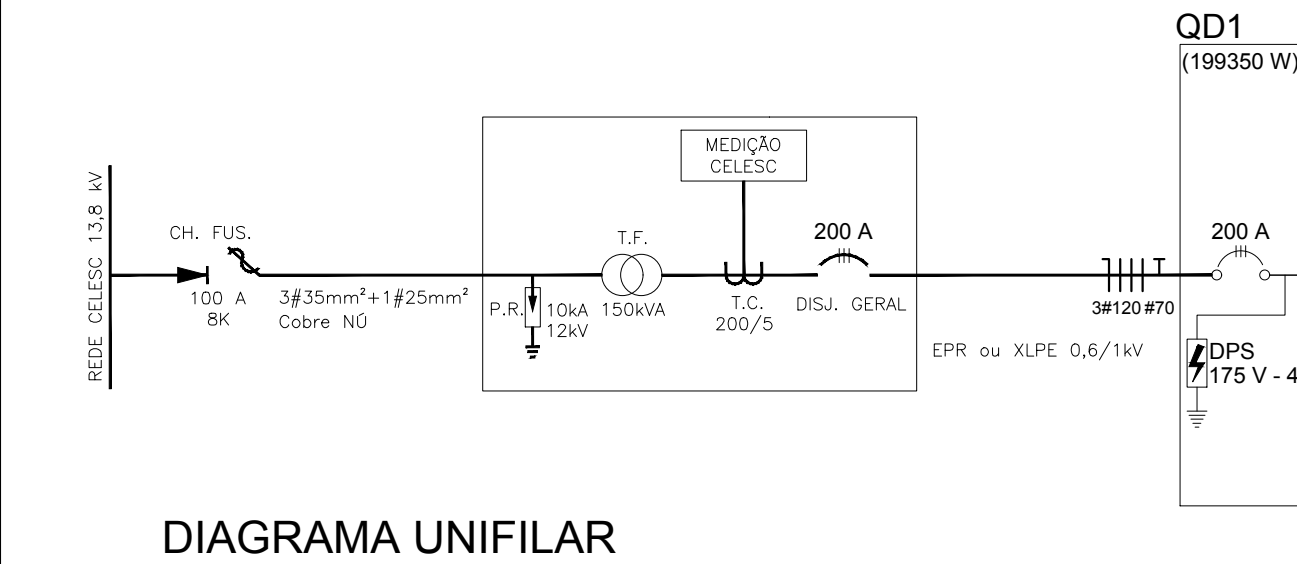 QD1
(199350 W)
MEDIÇÃO
CELESC
REDE CELESC 13,8 kV
CH. FUS.
100 A
8K
3#35mm²+1#25mm²
Cobre NÚ
P.R.
10kA
12kV
T.F.
150kVA
T.C.
200/5
200 A
DISJ. GERAL
EPR ou XLPE 0,6/1kV
3#120 #70
200 A
DPS
175 V - 4
DIAGRAMA UNIFILAR